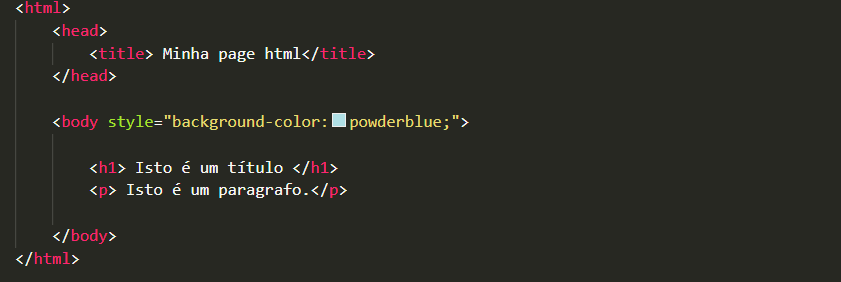 <html>
<head>
<title> Minha page html</title>
</head>
<body style="background-color: powderblue;">
<h1> Isto é um título </h1>
<p> Isto é um paragrafo.</p>
</body>
</html>